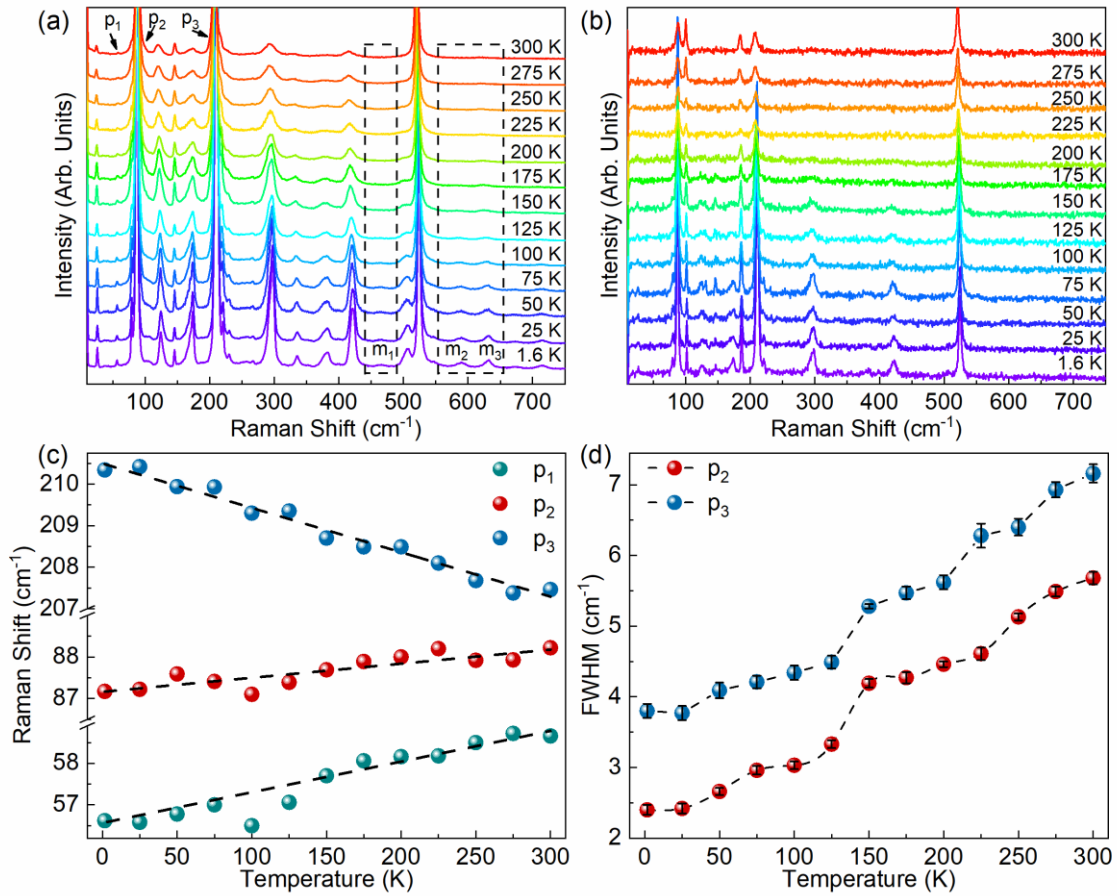 (a)
p₁
p₂
p₃
300 K
275 K
250 K
225 K
200 K
175 K
150 K
125 K
100 K
75 K
50 K
25 K
1.6 K
m₁
m₂
m₃
Intensity (Arb. Units)
100 200 300 400 500 600 700
Raman Shift (cm⁻¹)
(b)
300 K
275 K
250 K
225 K
200 K
175 K
150 K
125 K
100 K
75 K
50 K
25 K
1.6 K
Intensity (Arb. Units)
100 200 300 400 500 600 700
Raman Shift (cm⁻¹)
(c)
p₁
p₂
p₃
210
209
208
207
88
87
58
57
Raman Shift (cm⁻¹)
0 50 100 150 200 250 300
Temperature (K)
(d)
p₂
p₃
7
6
5
4
3
2
FWHM (cm⁻¹)
0 50 100 150 200 250 300
Temperature (K)